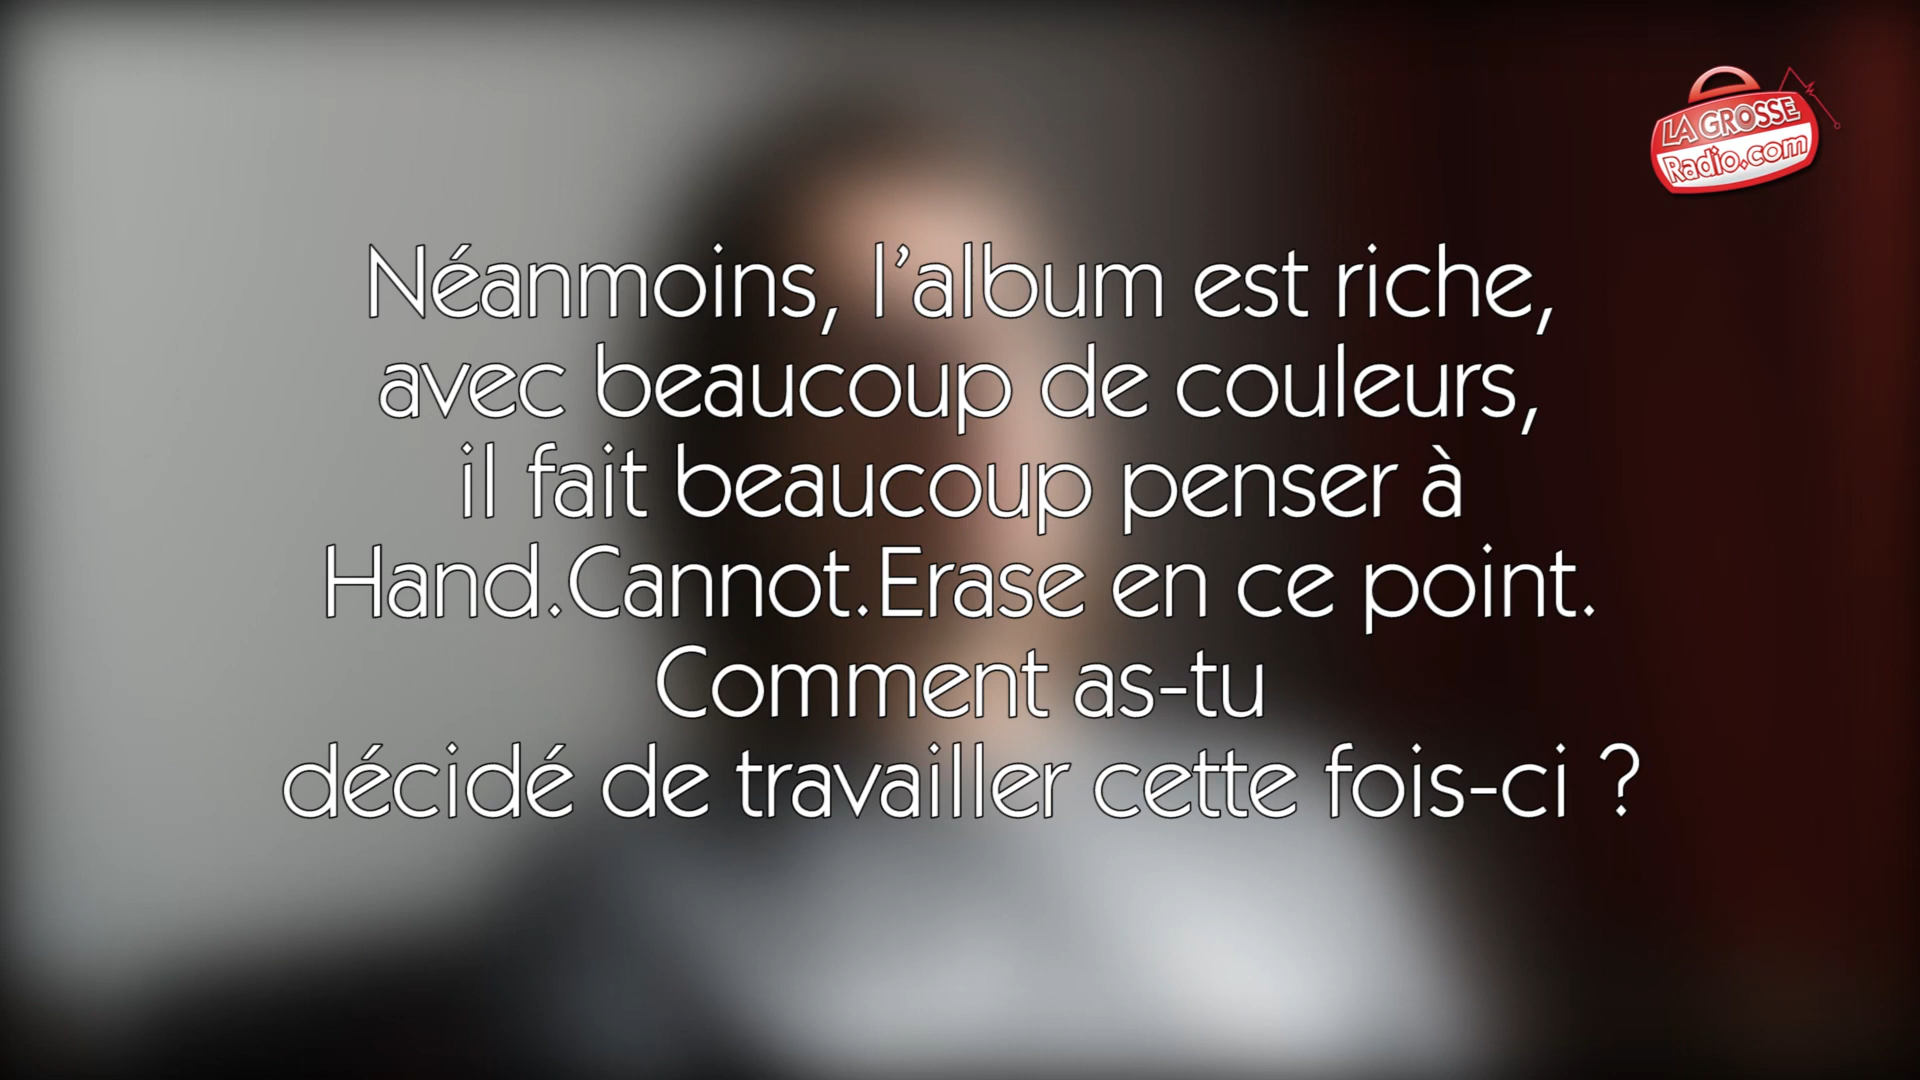 LA GROSSE
Radio.com
Néanmoins, l’album est riche,
avec beaucoup de couleurs,
il fait beaucoup penser à
Hand.Cannot.Erase en ce point.
Comment as-tu
décidé de travailler cette fois-ci ?